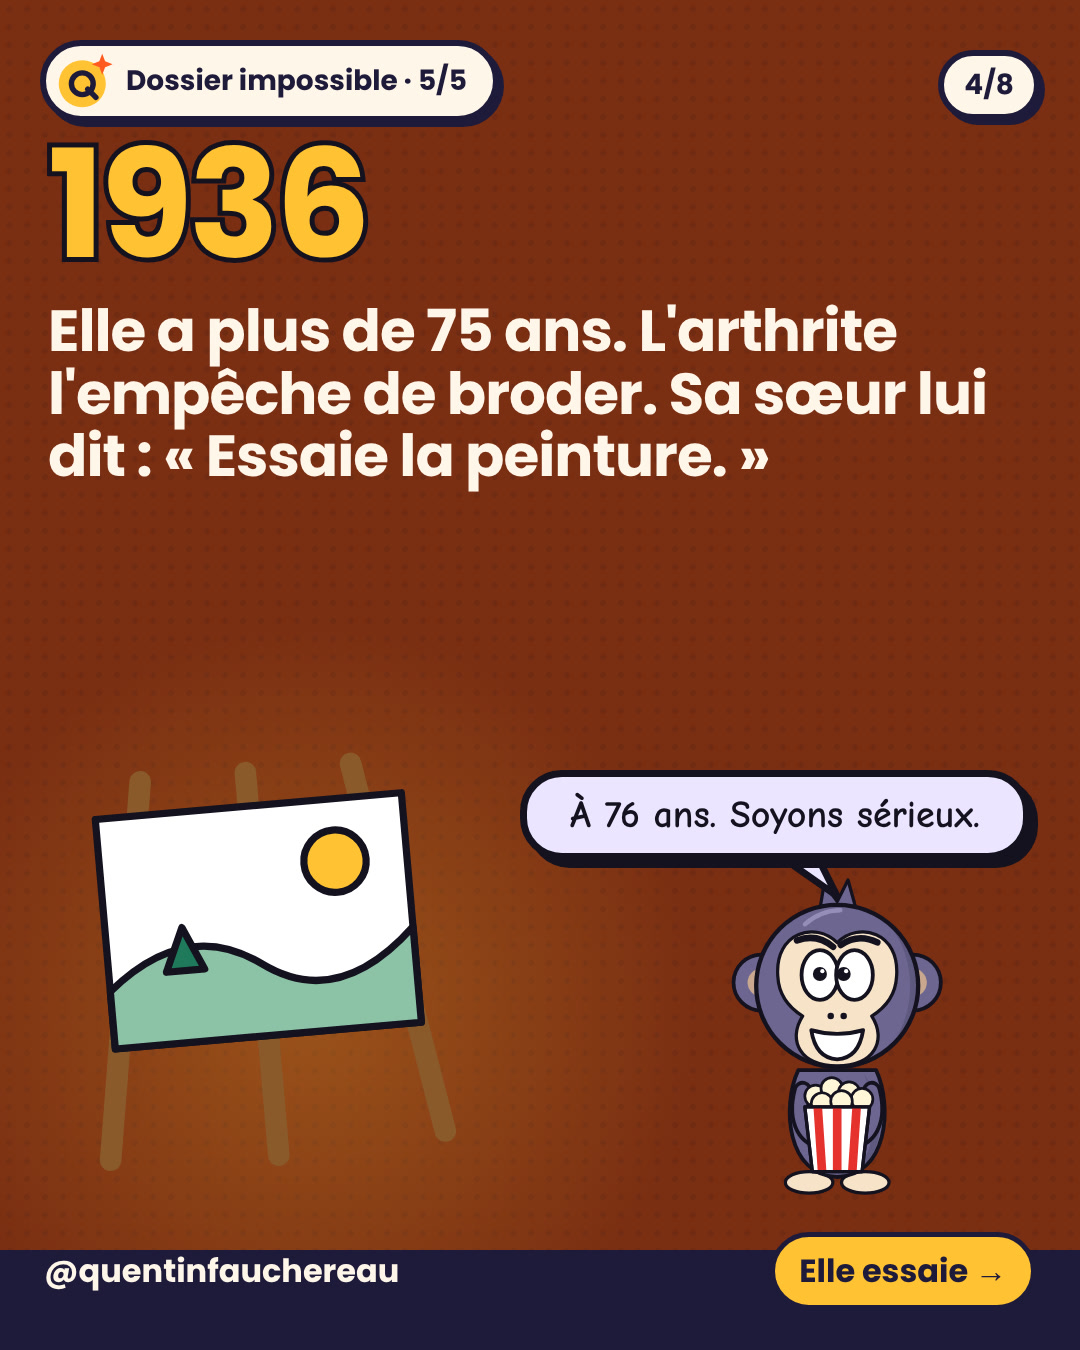 Q Dossier impossible · 5/5
4/8
1936
Elle a plus de 75 ans. L'arthrite
l'empêche de broder. Sa sœur lui
dit : « Essaie la peinture. »
À 76 ans. Soyons sérieux.
@quentinfauchereau
Elle essaie →